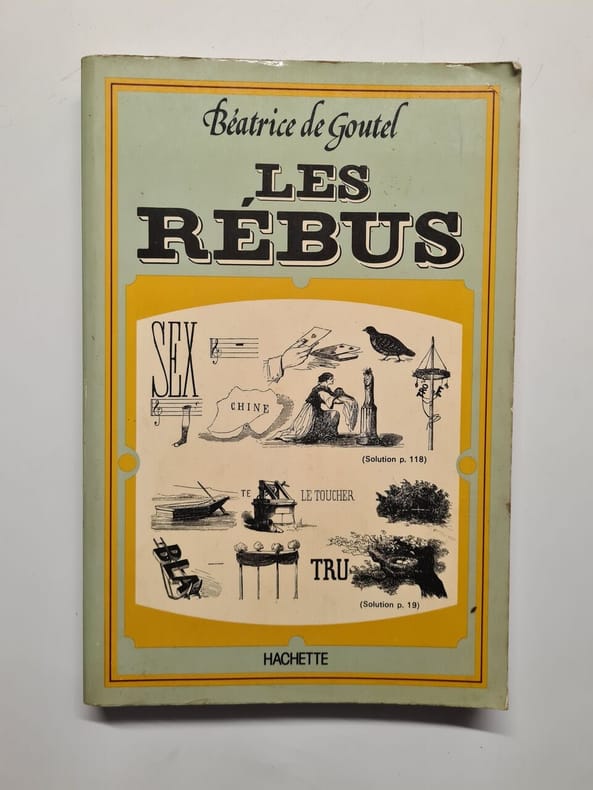 Béatrice de Goutel
LES
RÉBUS
SEX
CHINE
(Solution p. 118)
TE LE TOUCHER
BLA
TRU
(Solution p. 19)
HACHETTE